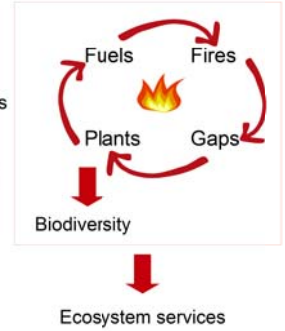 Fuels Fires
s
Plants Gaps
Biodiversity
Ecosystem services